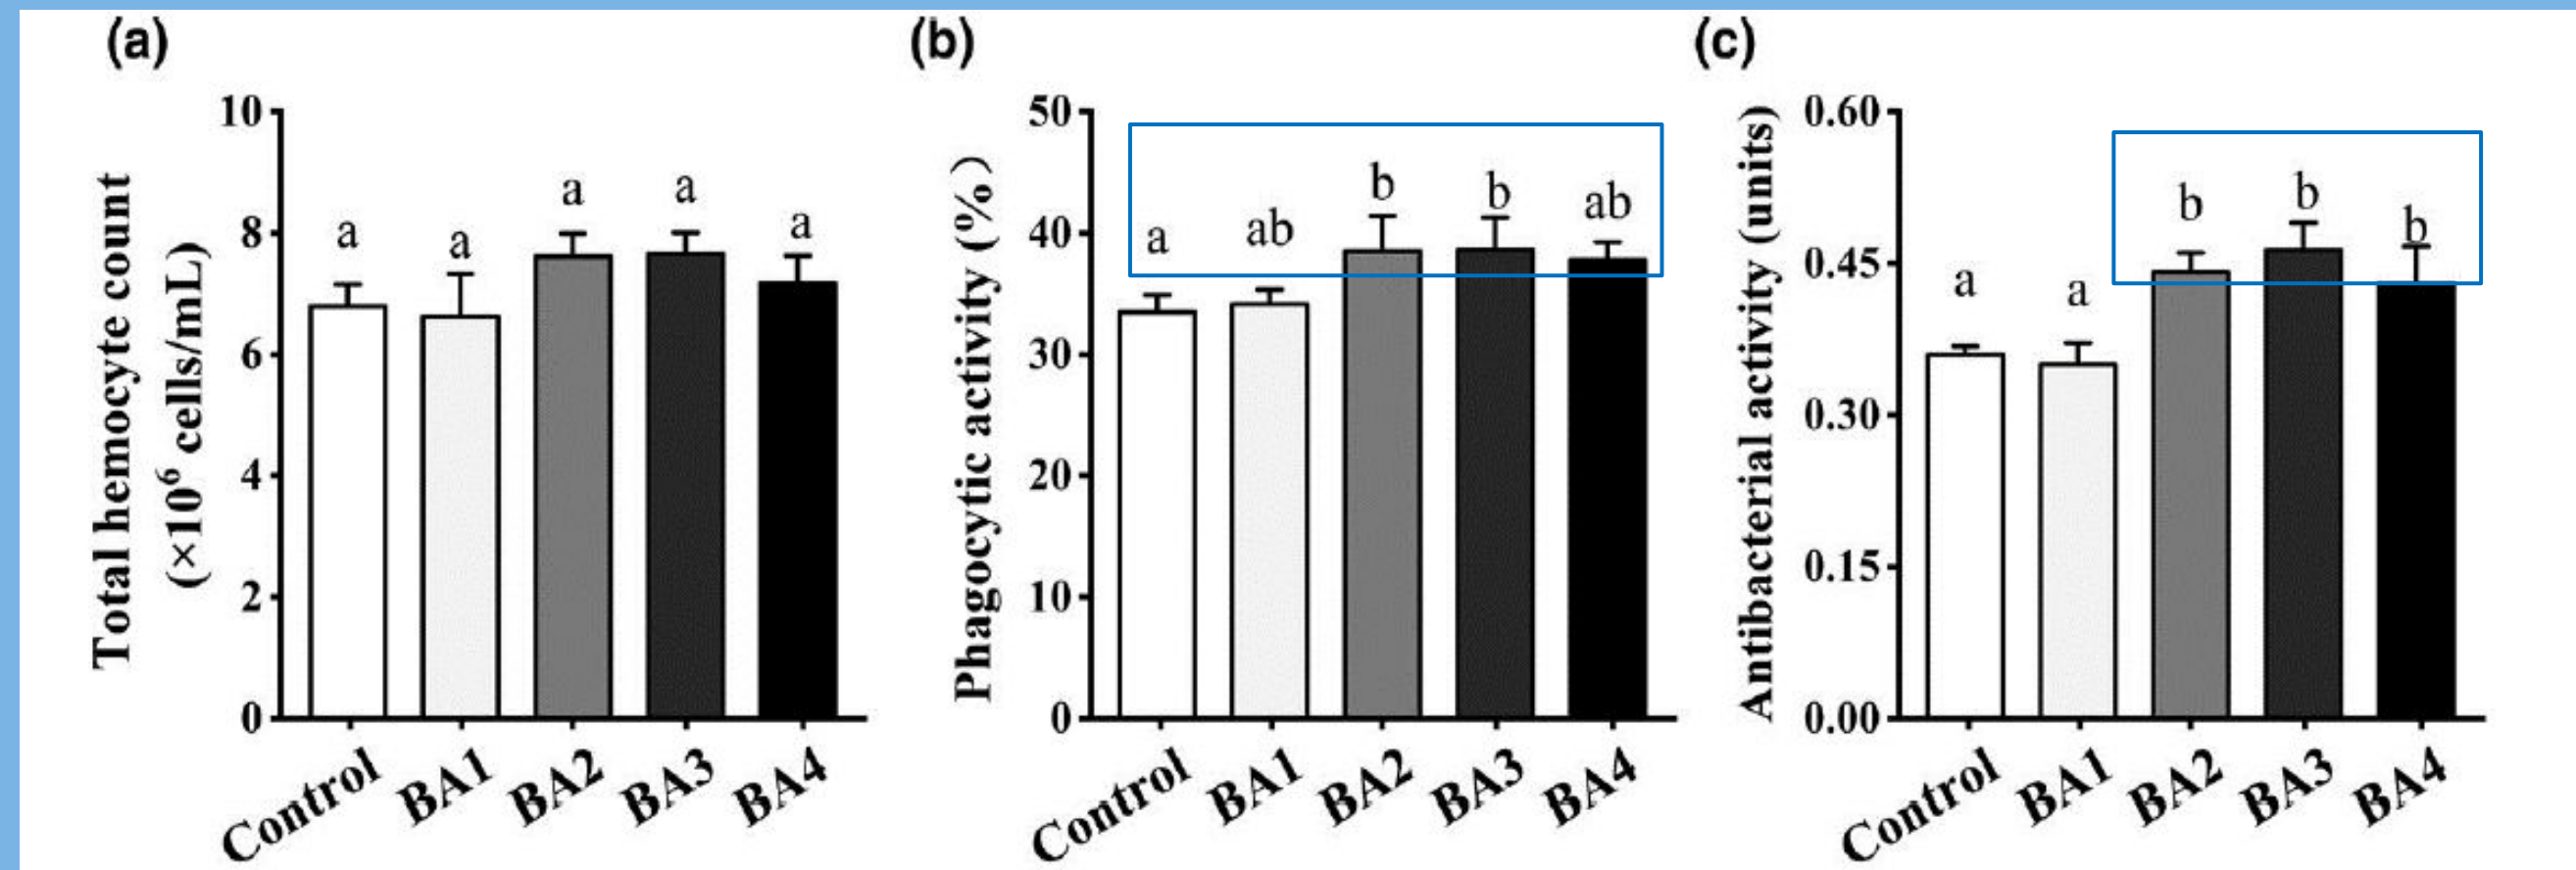 (a)
Total hemocyte count
(×10⁶ cells/mL)
10
8
6
4
2
0
a
a
a
a
a
Control
BA1
BA2
BA3
BA4
(b)
Phagocytic activity (%)
50
40
30
20
10
0
a
ab
b
b
ab
Control
BA1
BA2
BA3
BA4
(c)
Antibacterial activity (units)
0.60
0.45
0.30
0.15
0.00
a
a
b
b
b
Control
BA1
BA2
BA3
BA4